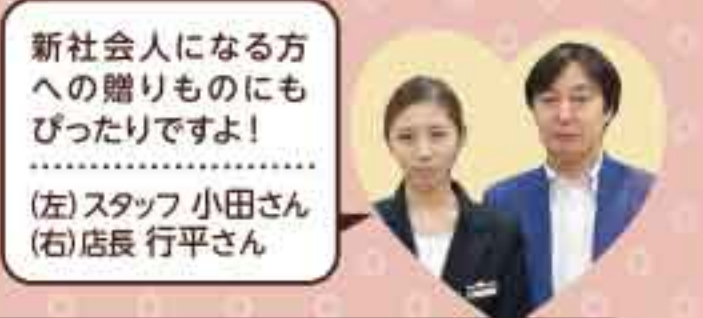 新社会人になる方
への贈りものにも
ぴったりですよ!
(左)スタッフ 小田さん
(右)店長 行平さん